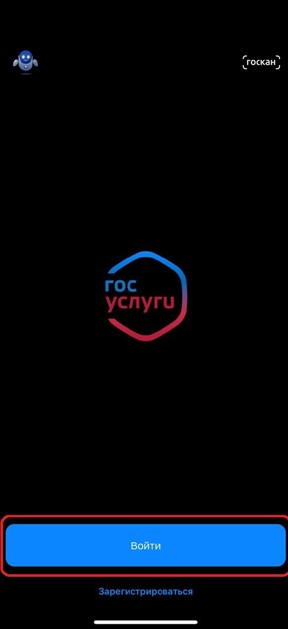 госкан
гос
услуги
Войти
Зарегистрироваться